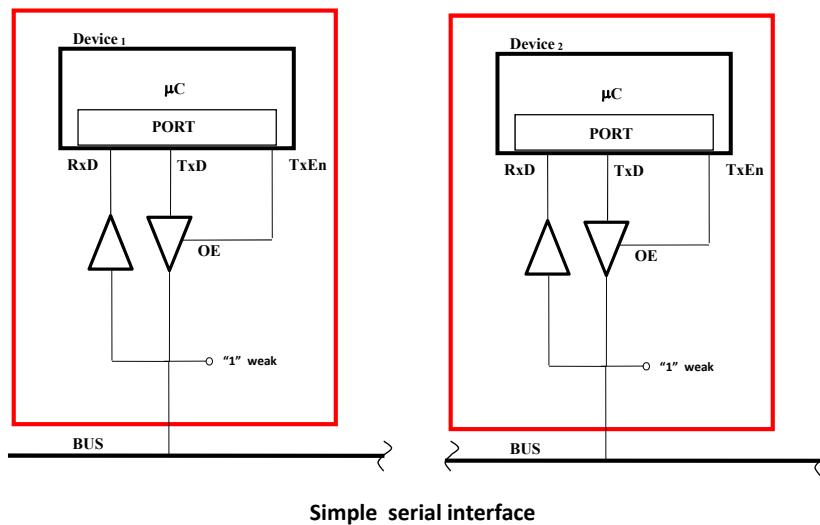 Device 1
μC
PORT
RxD TxD TxEn
OE
“1” weak
BUS
Device 2
μC
PORT
RxD TxD TxEn
OE
“1” weak
BUS
Simple serial interface